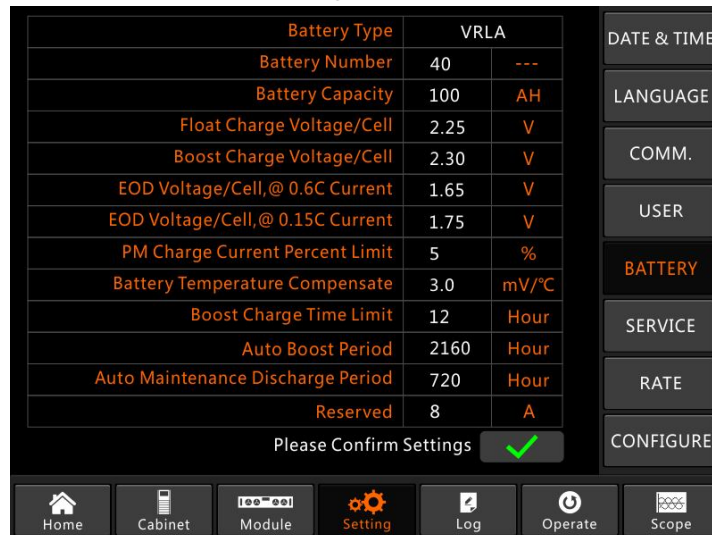 Battery Type VRLA
Battery Number 40 ---
Battery Capacity 100 AH
Float Charge Voltage/Cell 2.25 V
Boost Charge Voltage/Cell 2.30 V
EOD Voltage/Cell,@ 0.6C Current 1.65 V
EOD Voltage/Cell,@ 0.15C Current 1.75 V
PM Charge Current Percent Limit 5 %
Battery Temperature Compensate 3.0 mV/℃
Boost Charge Time Limit 12 Hour
Auto Boost Period 2160 Hour
Auto Maintenance Discharge Period 720 Hour
Reserved 8 A
Please Confirm Settings
DATE & TIME
LANGUAGE
COMM.
USER
BATTERY
SERVICE
RATE
CONFIGURE
Home Cabinet Module Setting Log Operate Scope